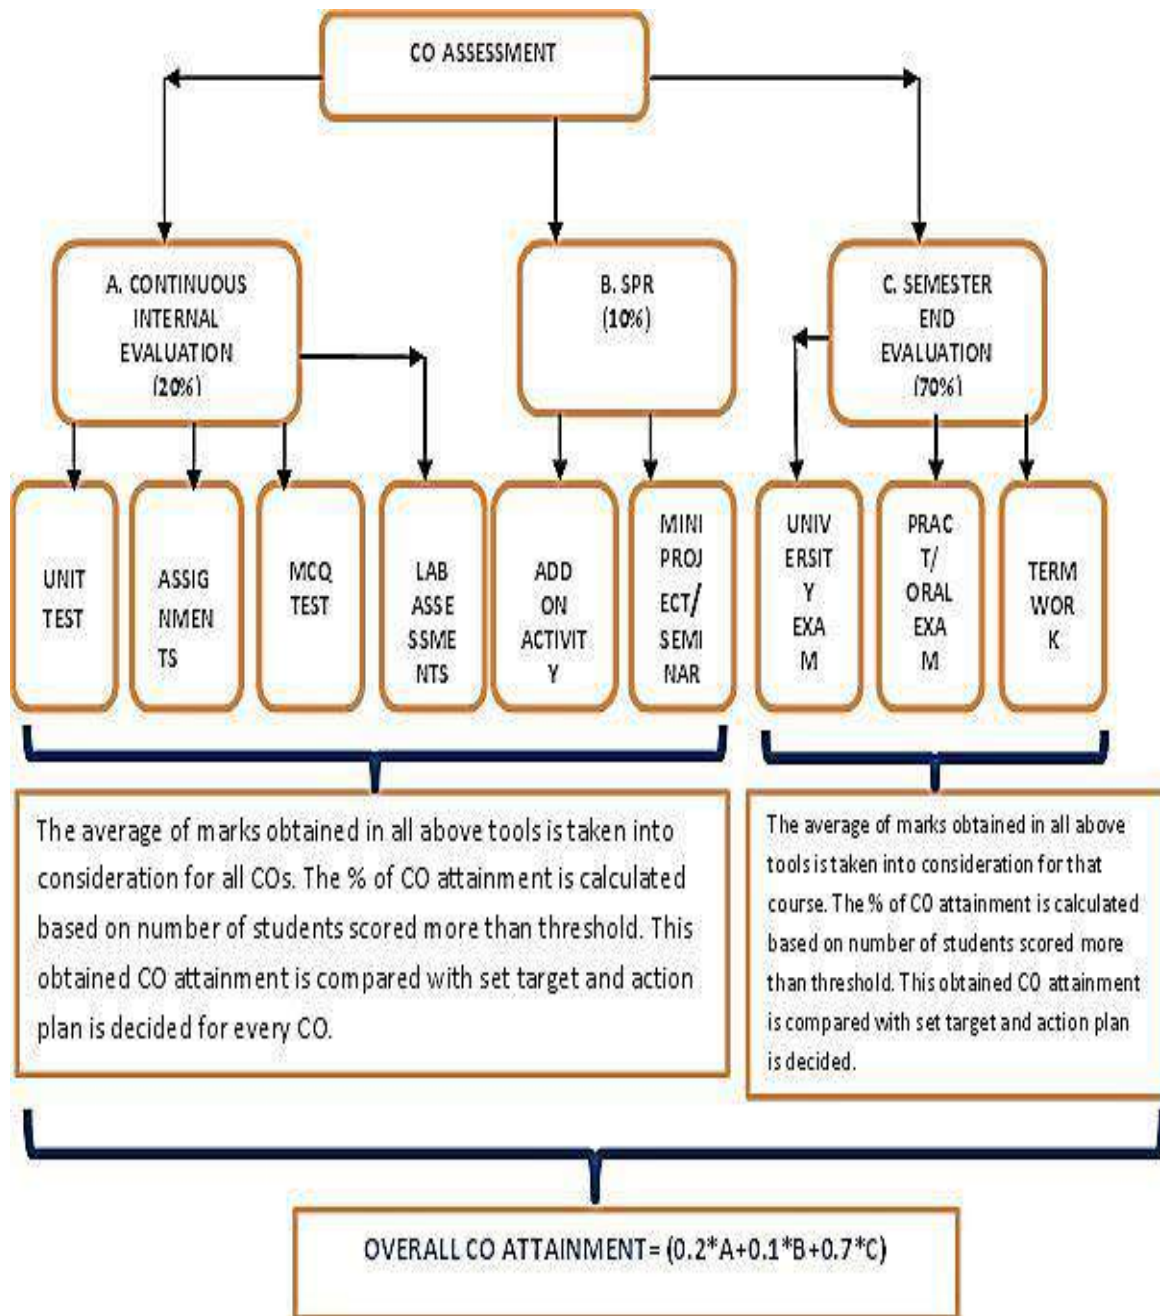 CO ASSESSMENT
A. CONTINUOUS
INTERNAL
EVALUATION
(20%)
B. SPR
(10%)
C. SEMESTER
END
EVALUATION
(70%)
UNIT
TEST
ASSIG
NMEN
TS
MCQ
TEST
LAB
ASSE
SSME
NTS
ADD
ON
ACTIVIT
Y
MINI
PROJ
ECT/
SEMI
NAR
UNIV
ERSIT
Y
EXA
M
PRAC
T/
ORAL
EXA
M
TERM
WOR
K
The average of marks obtained in all above tools is taken into
consideration for all COs. The % of CO attainment is calculated
based on number of students scored more than threshold. This
obtained CO attainment is compared with set target and action
plan is decided for every CO.
The average of marks obtained in all above
tools is taken into consideration for that
course. The % of CO attainment is calculated
based on number of students scored more
than threshold. This obtained CO attainment
is compared with set target and action plan
is decided.
OVERALL CO ATTAINMENT= (0.2*A+0.1*B+0.7*C)